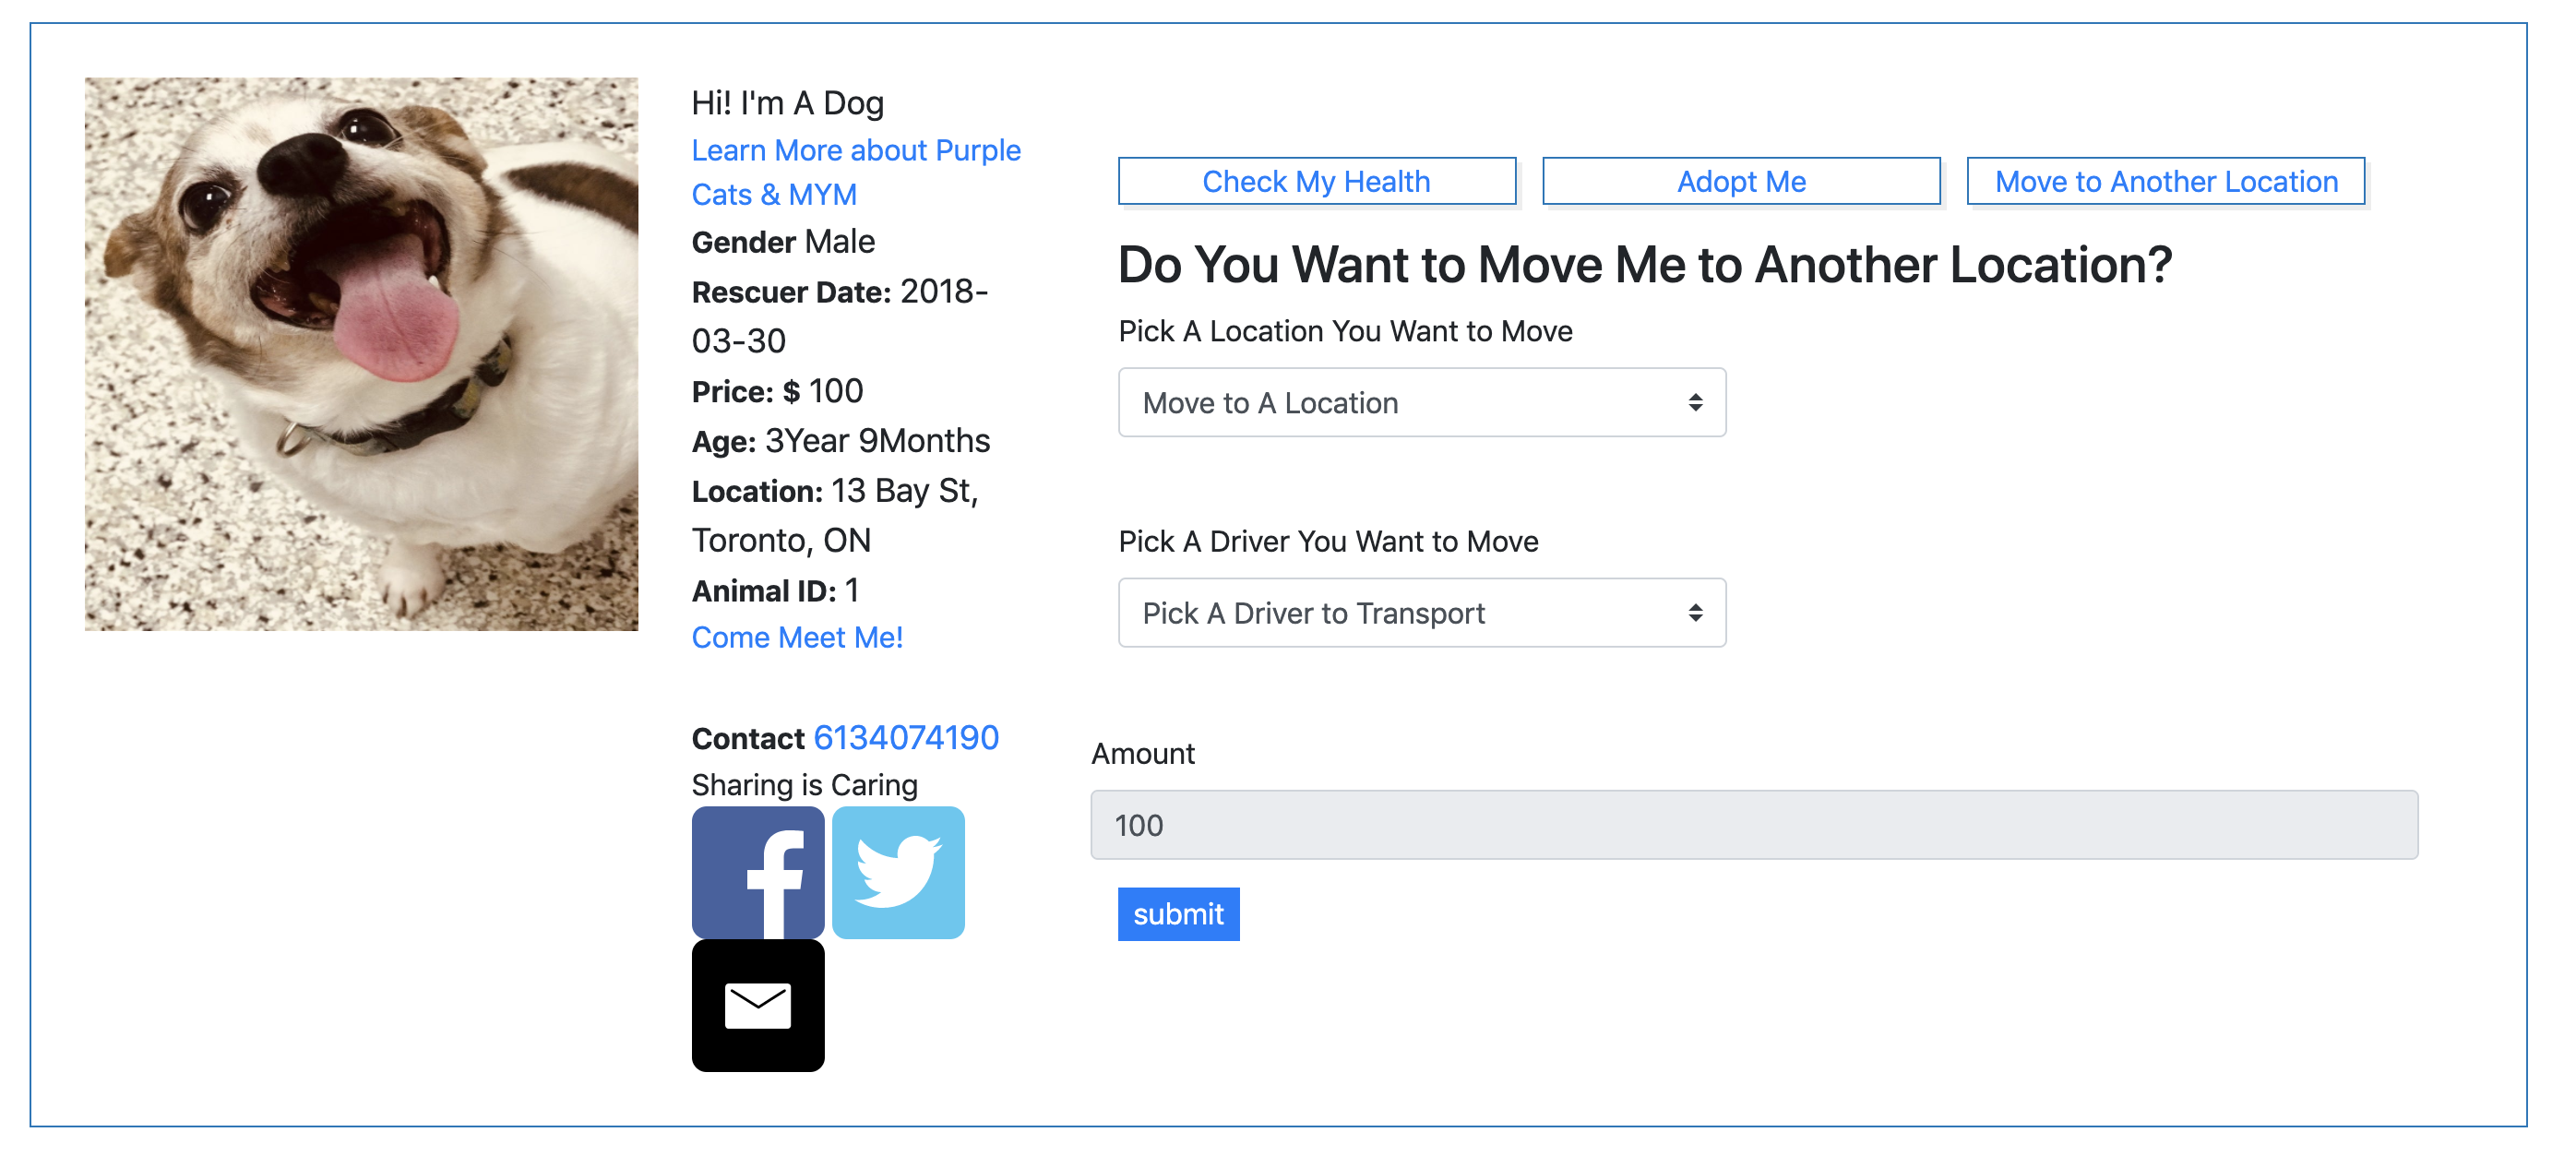 Hi! I'm A Dog
Learn More about Purple
Cats & MYM
Gender Male
Rescuer Date: 2018-
03-30
Price: $ 100
Age: 3Year 9Months
Location: 13 Bay St,
Toronto, ON
Animal ID: 1
Come Meet Me!
Contact 6134074190
Sharing is Caring
Check My Health
Adopt Me
Move to Another Location
Do You Want to Move Me to Another Location?
Pick A Location You Want to Move
Move to A Location
Pick A Driver You Want to Move
Pick A Driver to Transport
Amount
100
submit